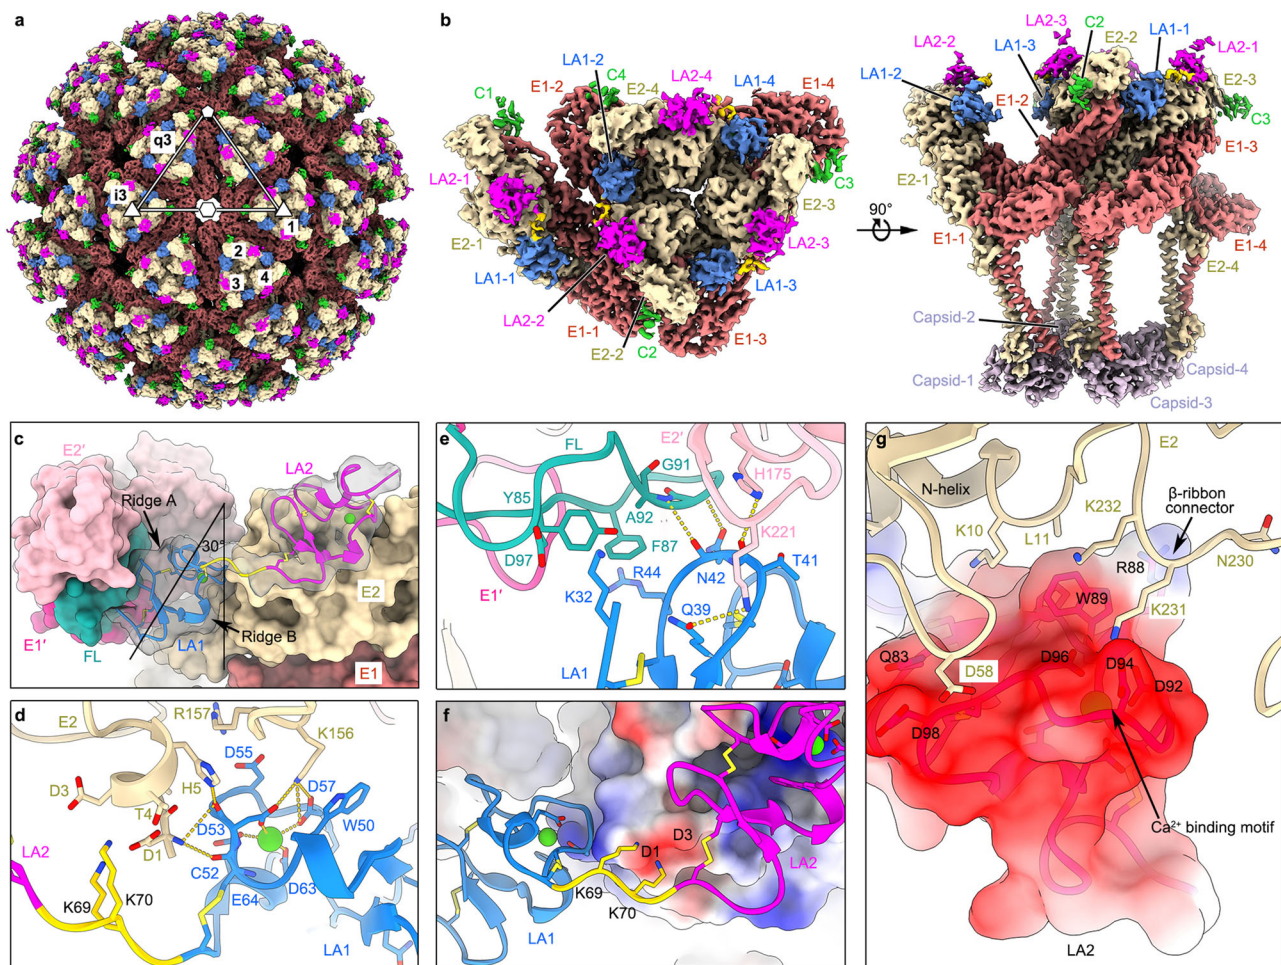 a
q3
i3
1
2
3
4
b
LA1-2
C4
E1-2
C1
E2-4
LA2-4
LA1-4
E1-4
LA2-1
C3
E2-3
E2-1
LA2-3
LA1-1
LA1-3
LA2-2
E1-1
E2-2
C2
E1-3
90°
LA2-3
C2
E2-2
LA1-1
LA2-2
LA1-3
LA2-1
LA1-2
E1-2
E2-3
C3
E2-1
E1-3
E1-1
E1-4
E2-4
Capsid-2
Capsid-1
Capsid-4
Capsid-3
c
E2′
LA2
Ridge A
30°
E2
E1′
FL
LA1
Ridge B
E1
d
E2
R157
D55
K156
D3
H5
T4
D57
D53
W50
D1
LA2
C52
D63
K69
K70
E64
LA1
e
FL
E2′
G91
H175
Y85
A92
K221
D97
F87
T41
R44
N42
E1′
K32
Q39
LA1
f
D3
D1
LA2
K69
K70
LA1
g
E2
N-helix
K232
β-ribbon
connector
K10
L11
R88
N230
W89
K231
Q83
D58
D96
D94
D92
D98
Ca²⁺ binding motif
LA2